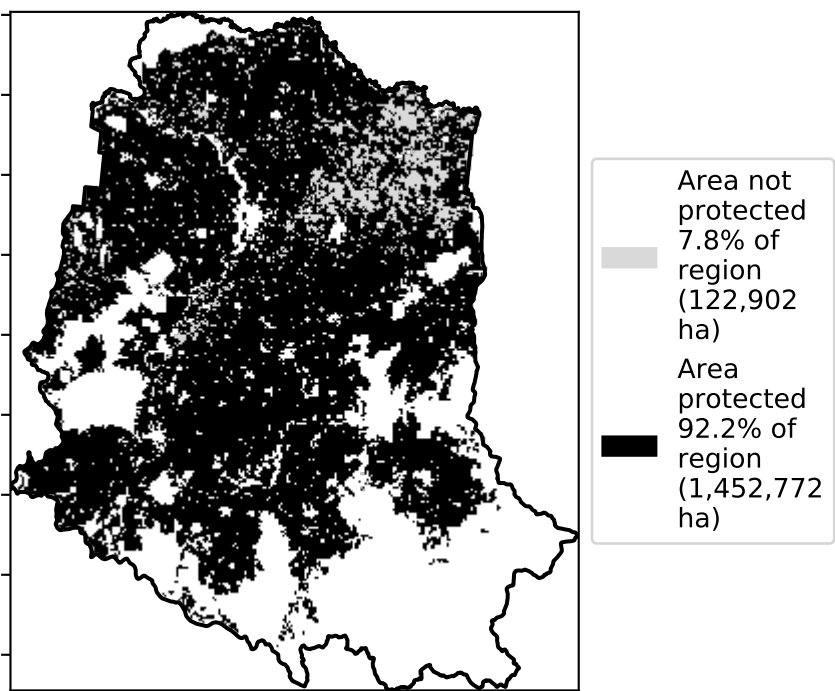 Area not
protected
7.8% of
region
(122,902
ha)
Area
protected
92.2% of
region
(1,452,772
ha)